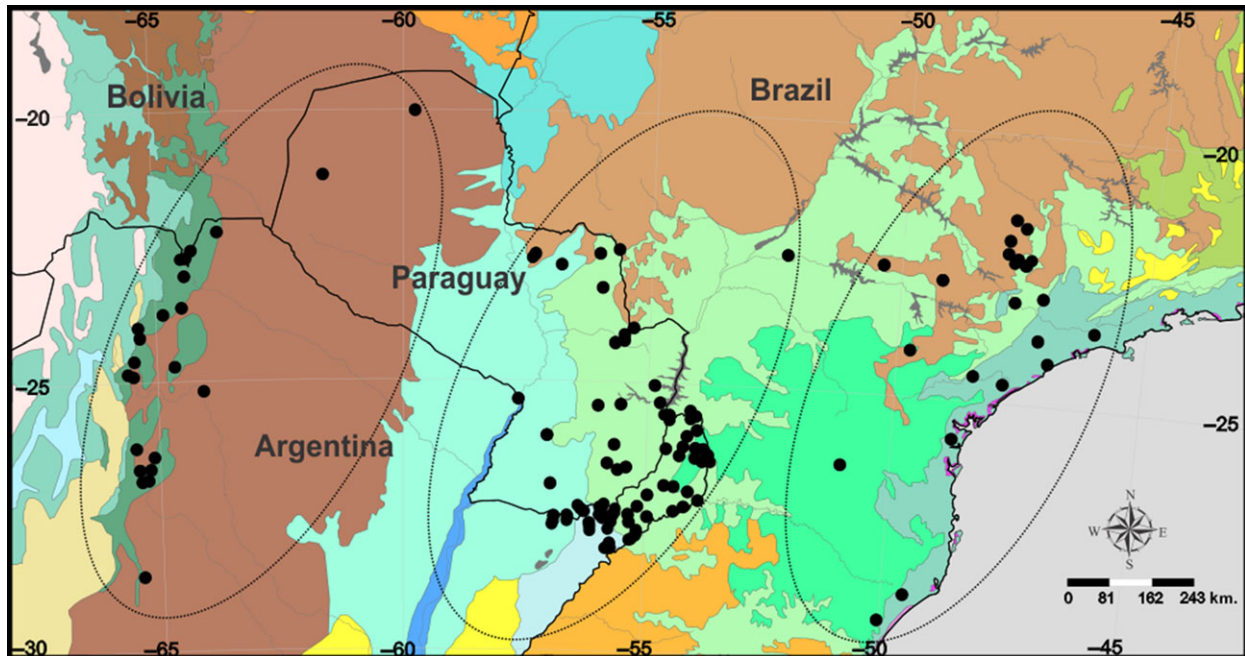 –65 –60 –55 –50 –45
Bolivia
Brazil
–20
–20
Paraguay
–25
–25
Argentina
N
W E
S
0 81 162 243 km.
–30 –65 –60 –55 –50 –45